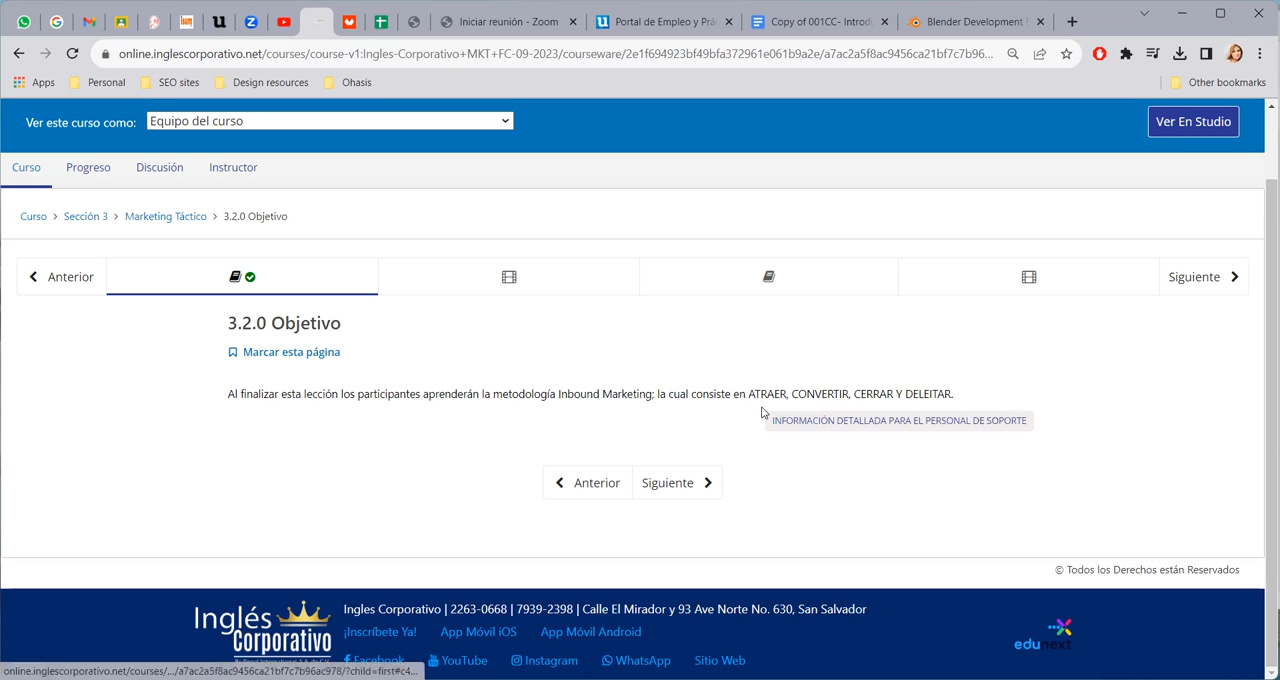 Iniciar reunión - Zoom
Portal de Empleo y Prá
Copy of 001CC- Introdu
Blender Development
online.inglescorporativo.net/courses/course-v1:Ingles-Corporativo+MKT+FC-09-2023/courseware/2e1f694923bf49bfa372961e061b9a2e/a7ac2a5f8ac9456ca21bf7c7b96...
Apps Personal SEO sites Design resources Ohasis Other bookmarks
Ver este curso como: Equipo del curso Ver En Studio
Curso Progreso Discusión Instructor
Curso > Sección 3 > Marketing Táctico > 3.2.0 Objetivo
Anterior Siguiente
3.2.0 Objetivo
Marcar esta página
Al finalizar esta lección los participantes aprenderán la metodología Inbound Marketing; la cual consiste en ATRAER, CONVERTIR, CERRAR Y DELEITAR.
INFORMACIÓN DETALLADA PARA EL PERSONAL DE SOPORTE
Anterior Siguiente
© Todos los Derechos están Reservados
Inglés Corporativo
Ingles Corporativo | 2263-0668 | 7939-2398 | Calle El Mirador y 93 Ave Norte No. 630, San Salvador
¡Inscríbete Ya! App Móvil iOS App Móvil Android
Facebook YouTube Instagram WhatsApp Sitio Web
edunext
online.inglescorporativo.net/courses/.../a7ac2a5f8ac9456ca21bf7c7b96ac978/?child=first#c4...